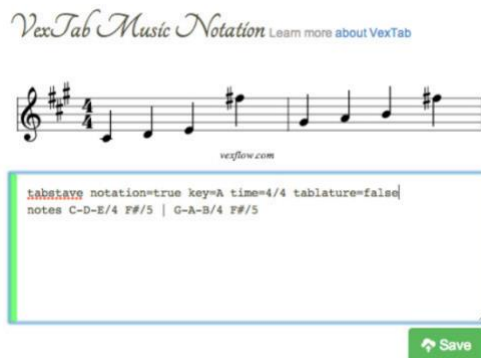 VexTab Music Notation Learn more about VexTab
4
4
vexflow.com
tabstave notation=true key=A time=4/4 tablature=false
notes C-D-E/4 F#/5 | G-A-B/4 F#/5
Save